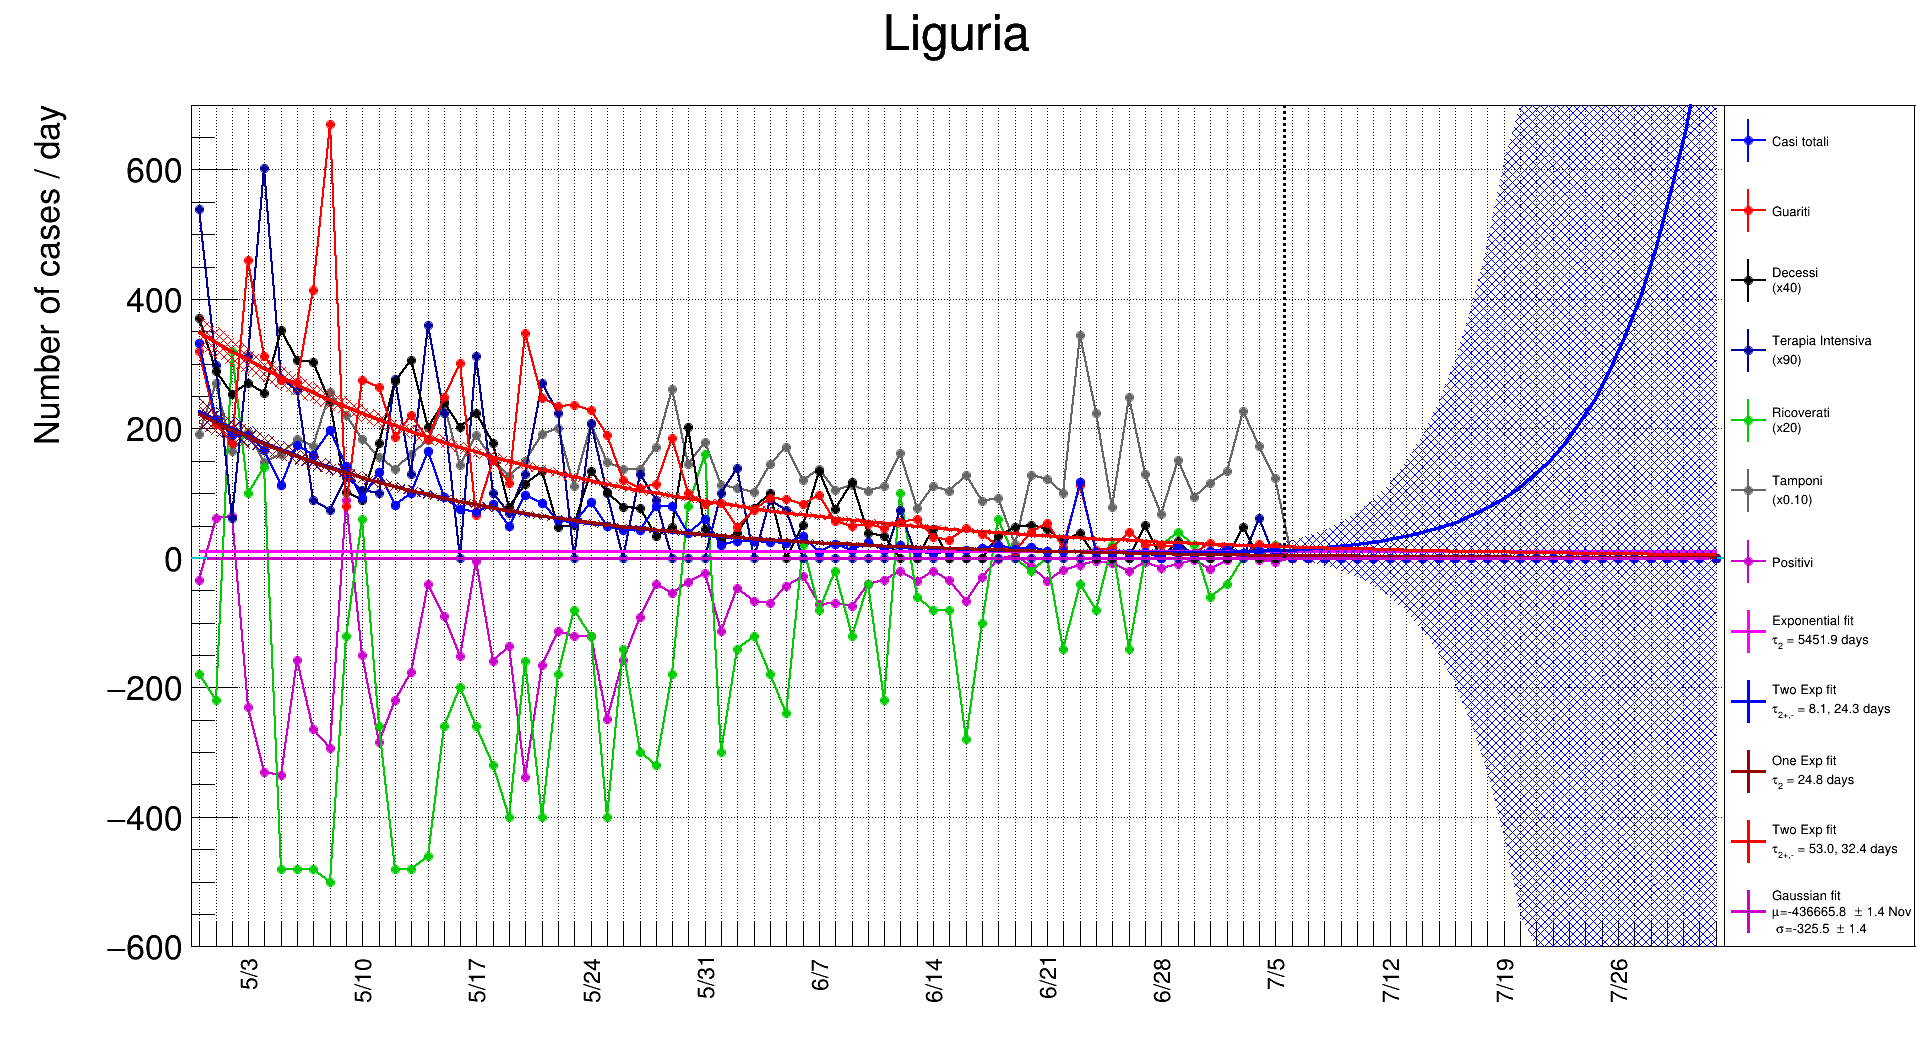 Liguria
Number of cases / day
600
400
200
0
−200
−400
−600
5/3
5/10
5/17
5/24
5/31
6/7
6/14
6/21
6/28
7/5
7/12
7/19
7/26
Casi totali
Guariti
Decessi
(x40)
Terapia Intensiva
(x90)
Ricoverati
(x20)
Tamponi
(x0.10)
Positivi
Exponential fit
τ2 = 5451.9 days
Two Exp fit
τ2+,- = 8.1, 24.3 days
One Exp fit
τ2 = 24.8 days
Two Exp fit
τ2+,- = 53.0, 32.4 days
Gaussian fit
μ=-436665.8 ± 1.4 Nov
σ=-325.5 ± 1.4